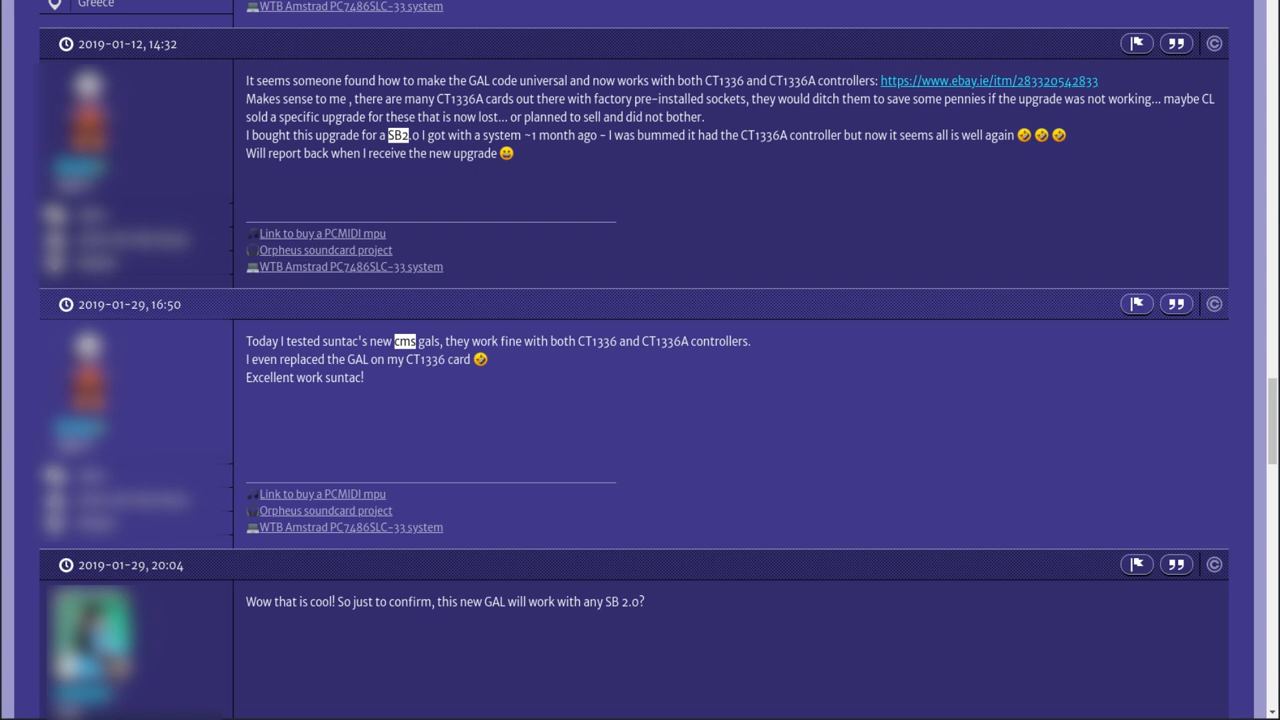 Greece
WTB Amstrad PC7486SLC-33 system
2019-01-12, 14:32
It seems someone found how to make the GAL code universal and now works with both CT1336 and CT1336A controllers: https://www.ebay.ie/itm/283320542833
Makes sense to me , there are many CT1336A cards out there with factory pre-installed sockets, they would ditch them to save some pennies if the upgrade was not working... maybe CL
sold a specific upgrade for these that is now lost... or planned to sell and did not bother.
I bought this upgrade for a SB2.0 I got with a system ~1 month ago - I was bummed it had the CT1336A controller but now it seems all is well again 🤣 🤣 🤣
Will report back when I receive the new upgrade 😀
Link to buy a PCMIDI mpu
Orpheus soundcard project
WTB Amstrad PC7486SLC-33 system
2019-01-29, 16:50
Today I tested suntac's new cms gals, they work fine with both CT1336 and CT1336A controllers.
I even replaced the GAL on my CT1336 card 🤣
Excellent work suntac!
Link to buy a PCMIDI mpu
Orpheus soundcard project
WTB Amstrad PC7486SLC-33 system
2019-01-29, 20:04
Wow that is cool! So just to confirm, this new GAL will work with any SB 2.0?